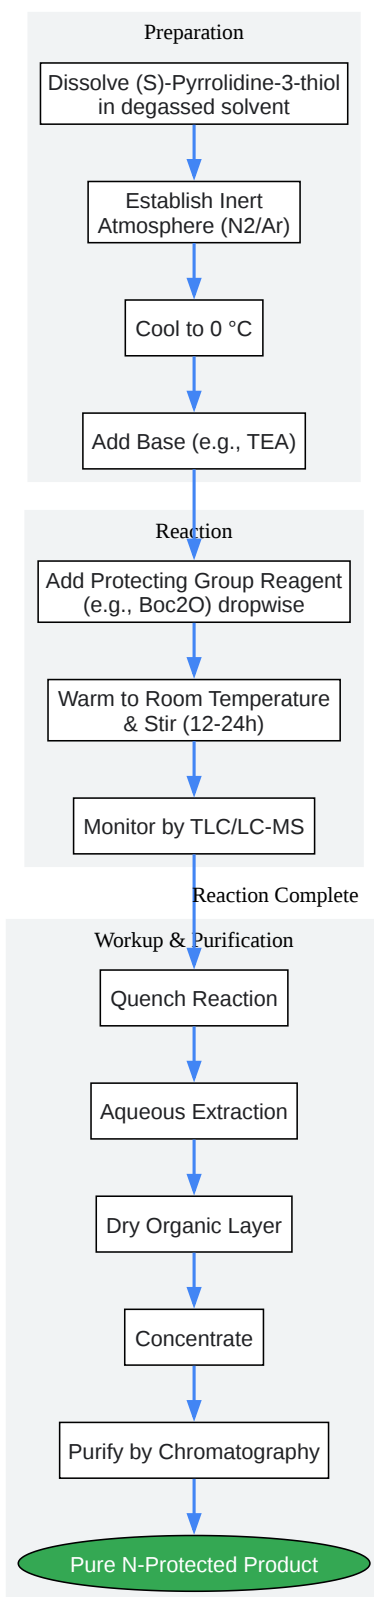 Preparation
Dissolve (S)-Pyrrolidine-3-thiol
in degassed solvent
Establish Inert
Atmosphere (N2/Ar)
Cool to 0 °C
Add Base (e.g., TEA)
Reaction
Add Protecting Group Reagent
(e.g., Boc2O) dropwise
Warm to Room Temperature
& Stir (12-24h)
Monitor by TLC/LC-MS
Reaction Complete
Workup & Purification
Quench Reaction
Aqueous Extraction
Dry Organic Layer
Concentrate
Purify by Chromatography
Pure N-Protected Product